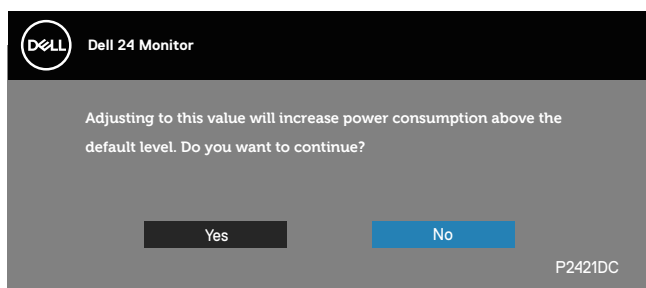 DELL Dell 24 Monitor
Adjusting to this value will increase power consumption above the
default level. Do you want to continue?
Yes No
P2421DC